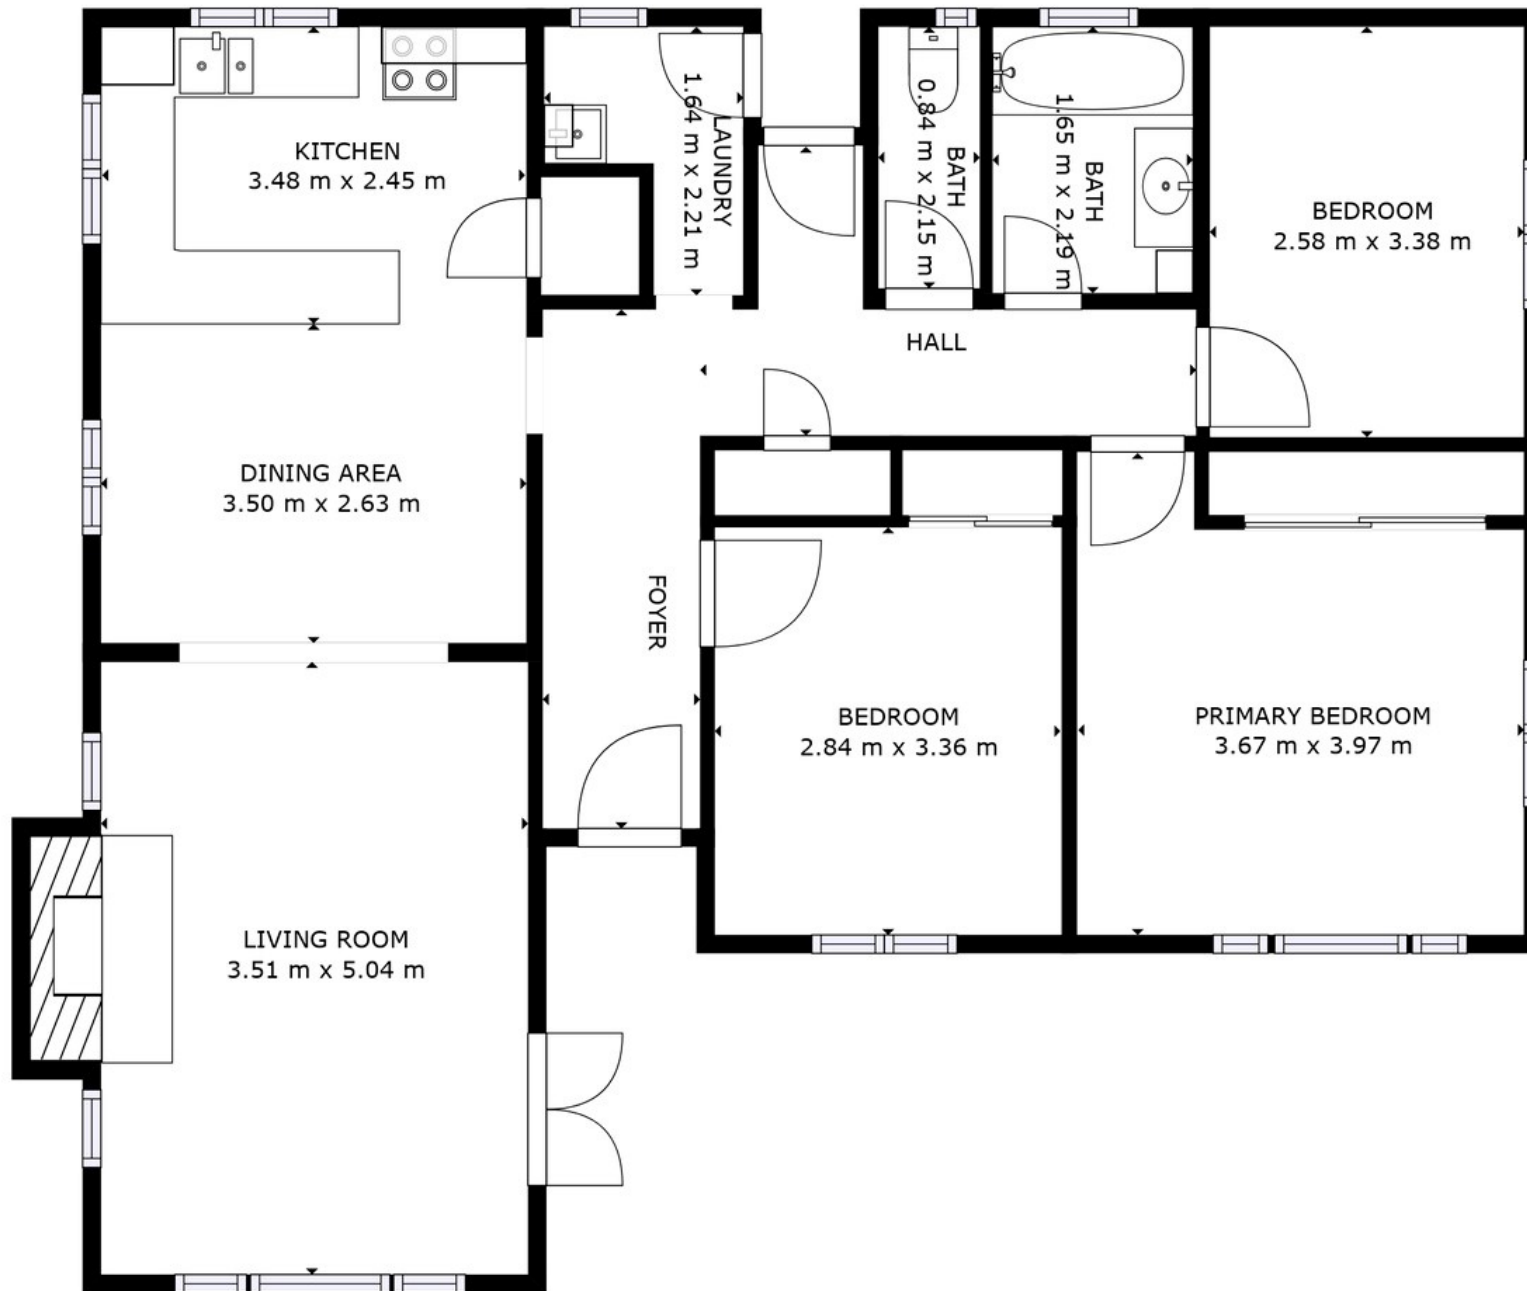 KITCHEN
3.48 m x 2.45 m
LAUNDRY
1.64 m x 2.21 m
BATH
0.84 m x 2.15 m
BATH
1.65 m x 2.19 m
BEDROOM
2.58 m x 3.38 m
HALL
DINING AREA
3.50 m x 2.63 m
FOYER
BEDROOM
2.84 m x 3.36 m
PRIMARY BEDROOM
3.67 m x 3.97 m
LIVING ROOM
3.51 m x 5.04 m